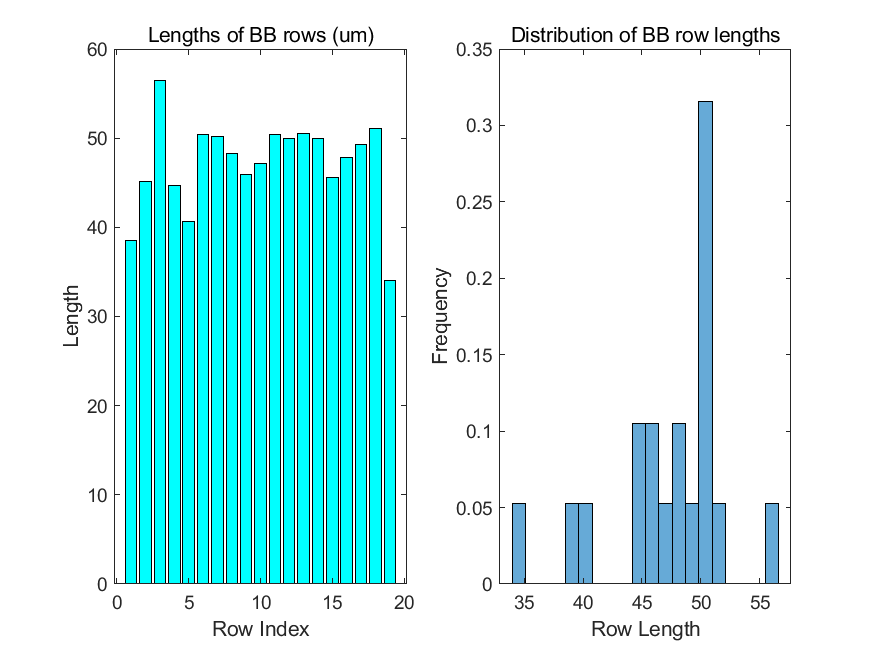 Lengths of BB rows (um)
60
50
40
30
20
10
0
0 5 10 15 20
Length
Row Index
Distribution of BB row lengths
0.35
0.3
0.25
0.2
0.15
0.1
0.05
0
35 40 45 50 55
Frequency
Row Length